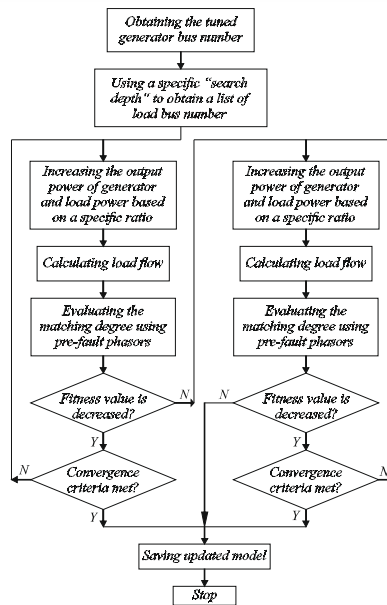 Obtaining the tuned
generator bus number
Using a specific "search
depth" to obtain a list of
load bus number
Increasing the output
power of generator
and load power based
on a specific ratio
Calculating load flow
Evaluating the
matching degree using
pre-fault phasors
Fitness value is
decreased?
N
Y
Convergence
criteria met?
N
Y
Increasing the output
power of generator
and load power based
on a specific ratio
Calculating load flow
Evaluating the
matching degree using
pre-fault phasors
Fitness value is
decreased?
N
Y
Convergence
criteria met?
N
Y
Saving updated model
Stop